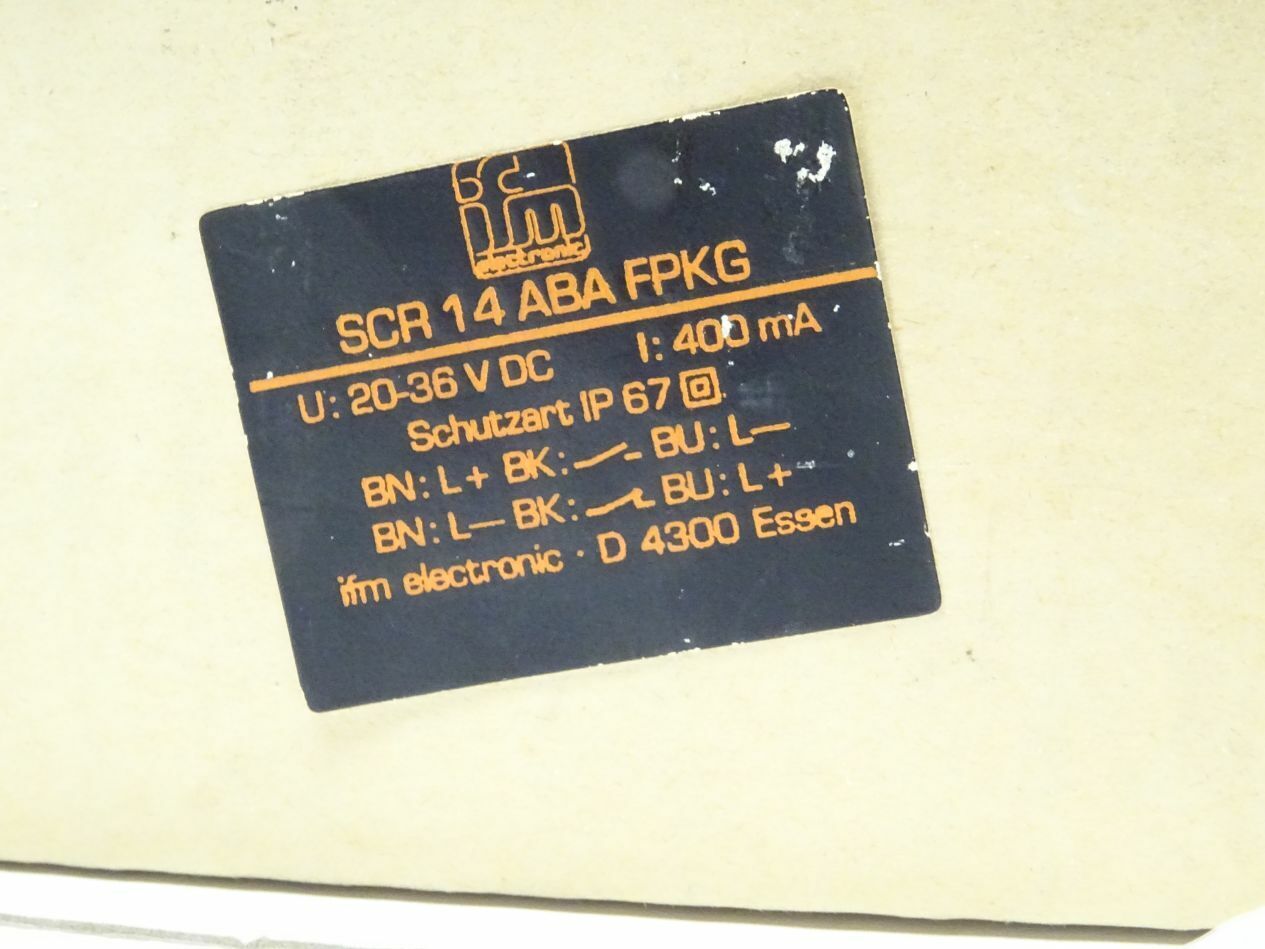 ifm
electronic
SCR 14 ABA FPKG
U: 20-36 V DC I: 400 mA
Schutzart IP 67
BN: L+ BK: BU: L—
BN: L— BK: BU: L+
ifm electronic · D 4300 Essen